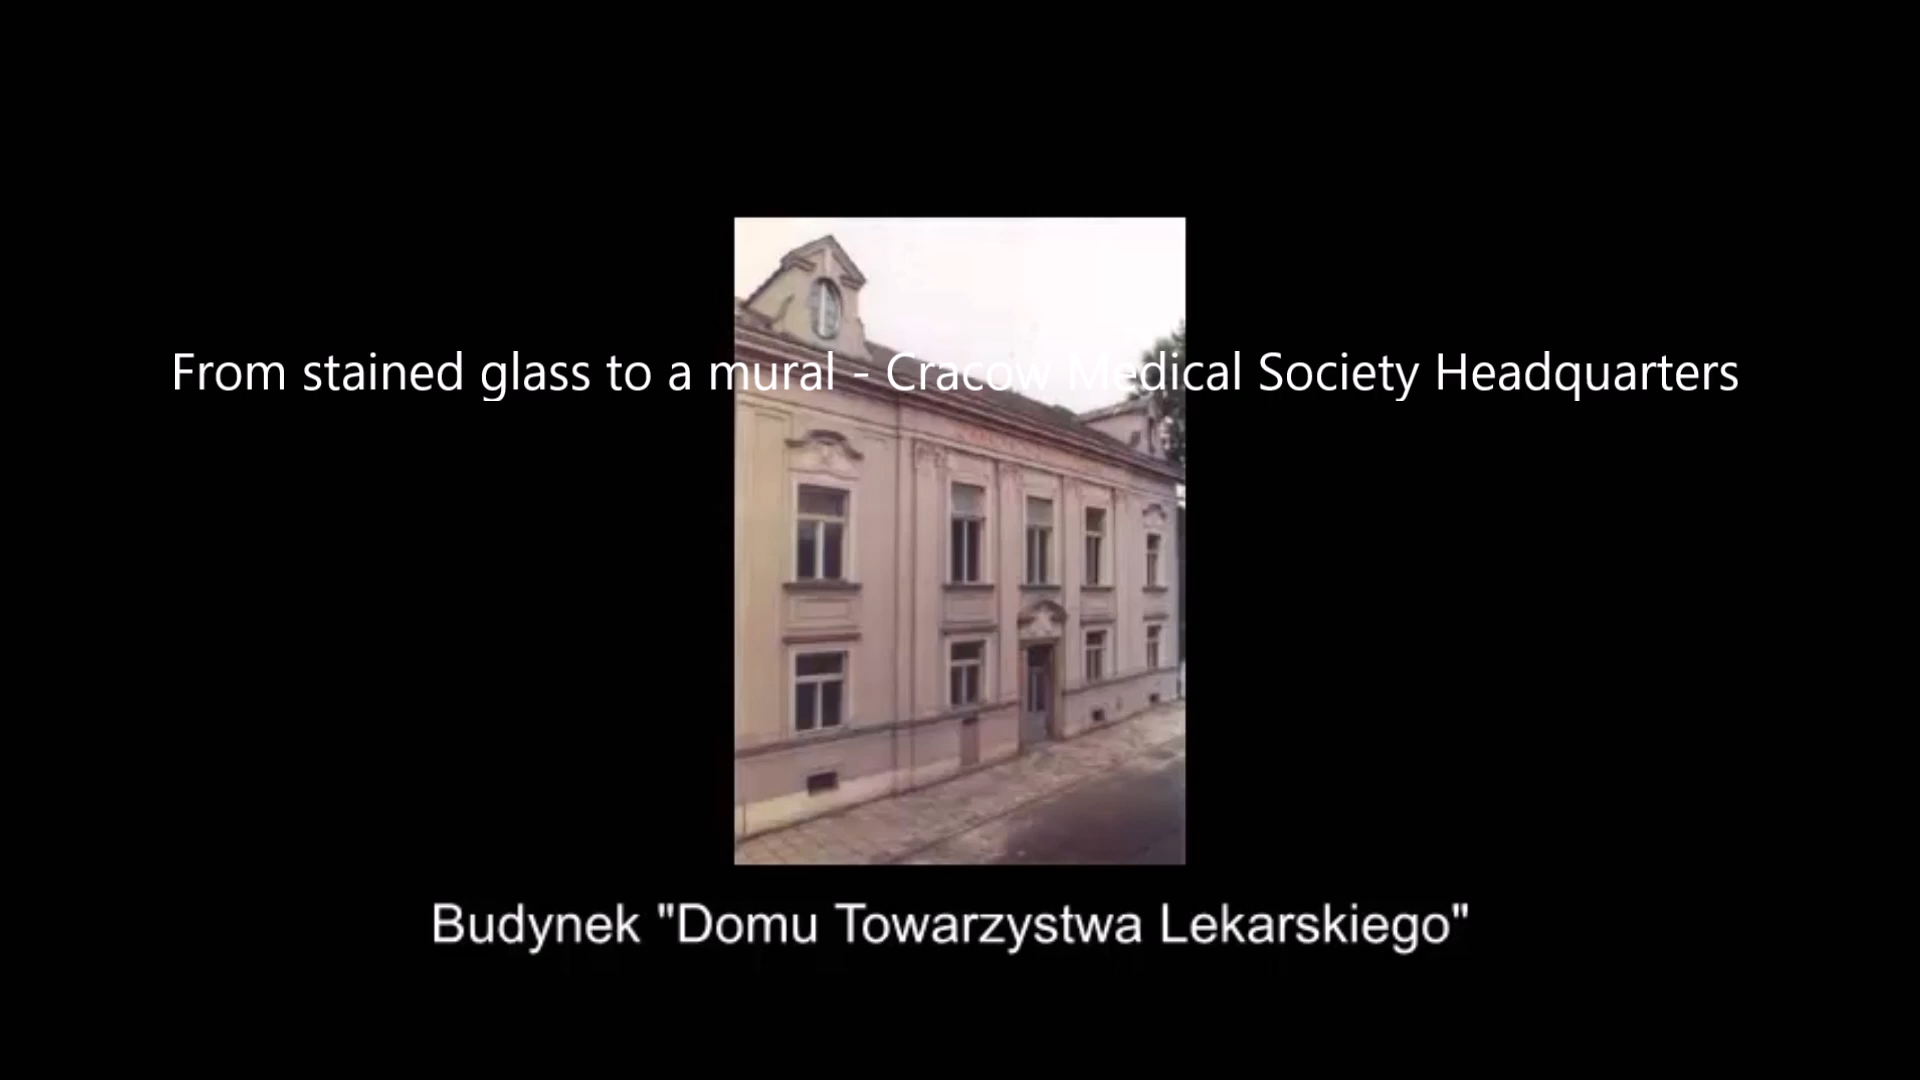 From stained glass to a mural - Cracow Medical Society Headquarters
Budynek "Domu Towarzystwa Lekarskiego"